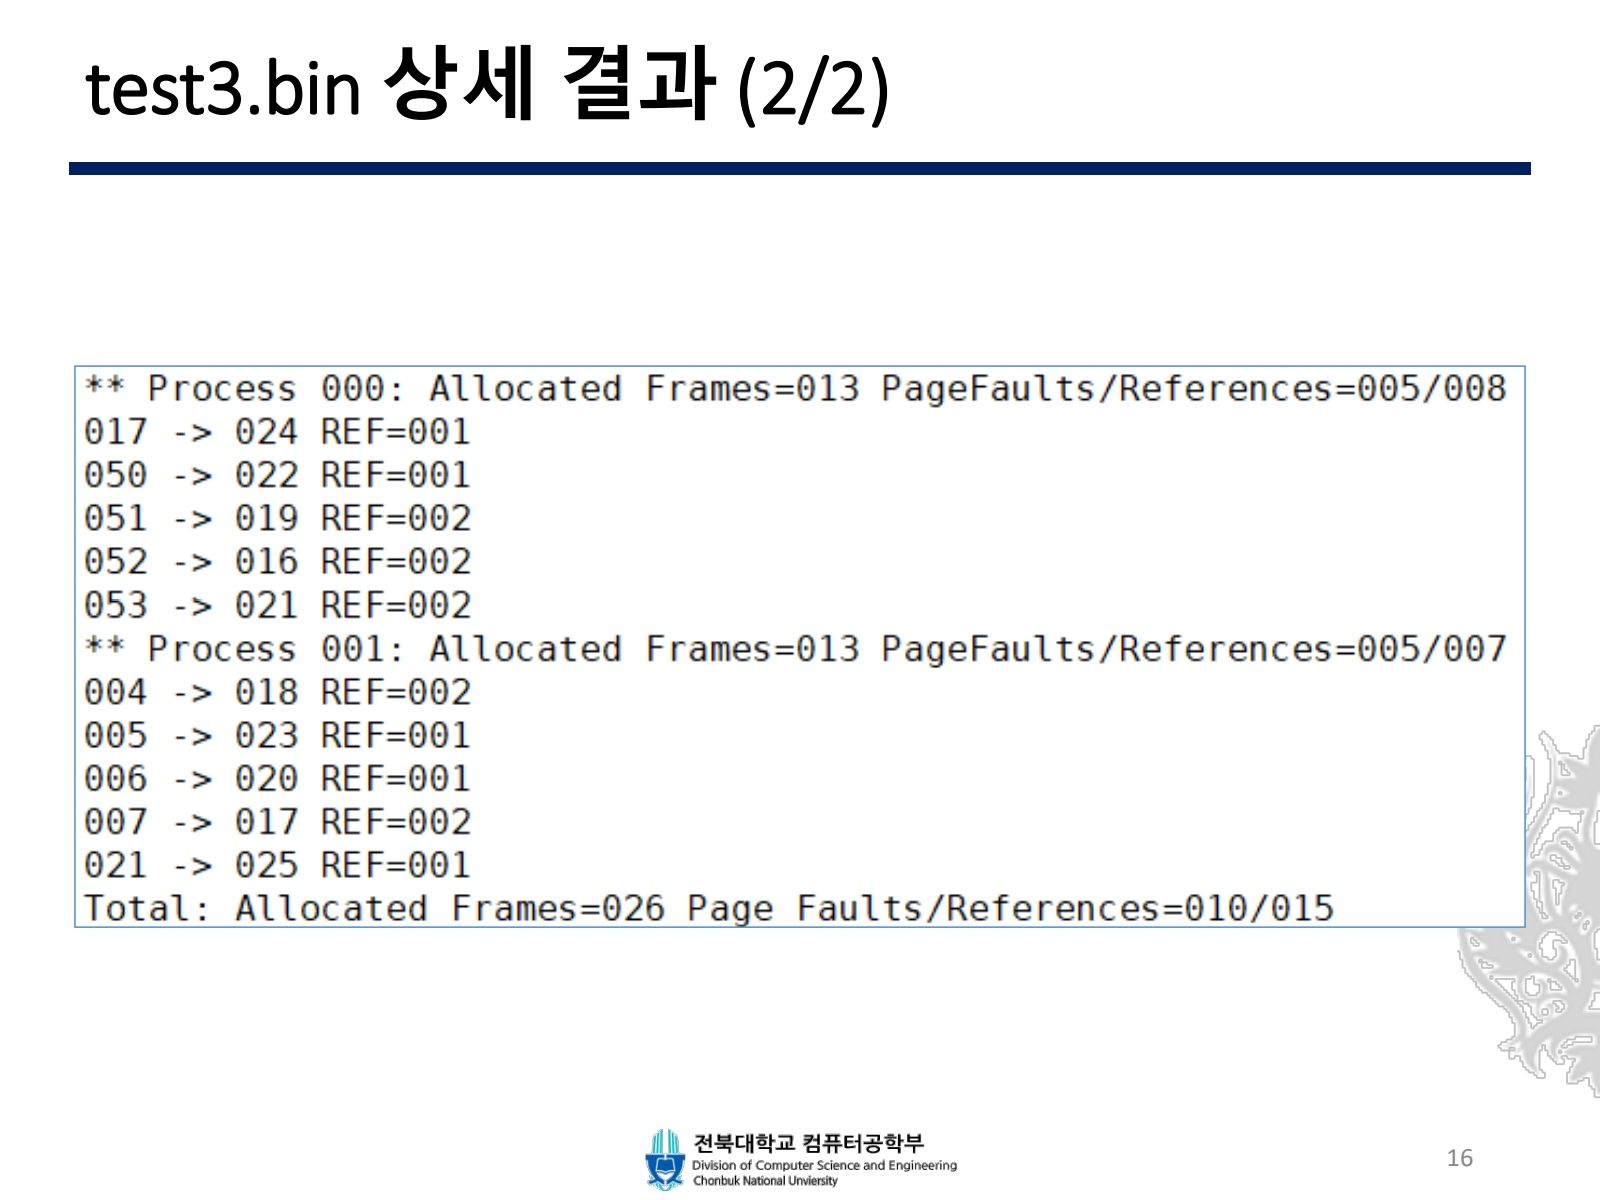 test3.bin 상세 결과 (2/2)
** Process 000: Allocated Frames=013 PageFaults/References=005/008
017 -> 024 REF=001
050 -> 022 REF=001
051 -> 019 REF=002
052 -> 016 REF=002
053 -> 021 REF=002
** Process 001: Allocated Frames=013 PageFaults/References=005/007
004 -> 018 REF=002
005 -> 023 REF=001
006 -> 020 REF=001
007 -> 017 REF=002
021 -> 025 REF=001
Total: Allocated Frames=026 Page Faults/References=010/015
전북대학교 컴퓨터공학부
Division of Computer Science and Engineering
Chonbuk National Unviersity
16